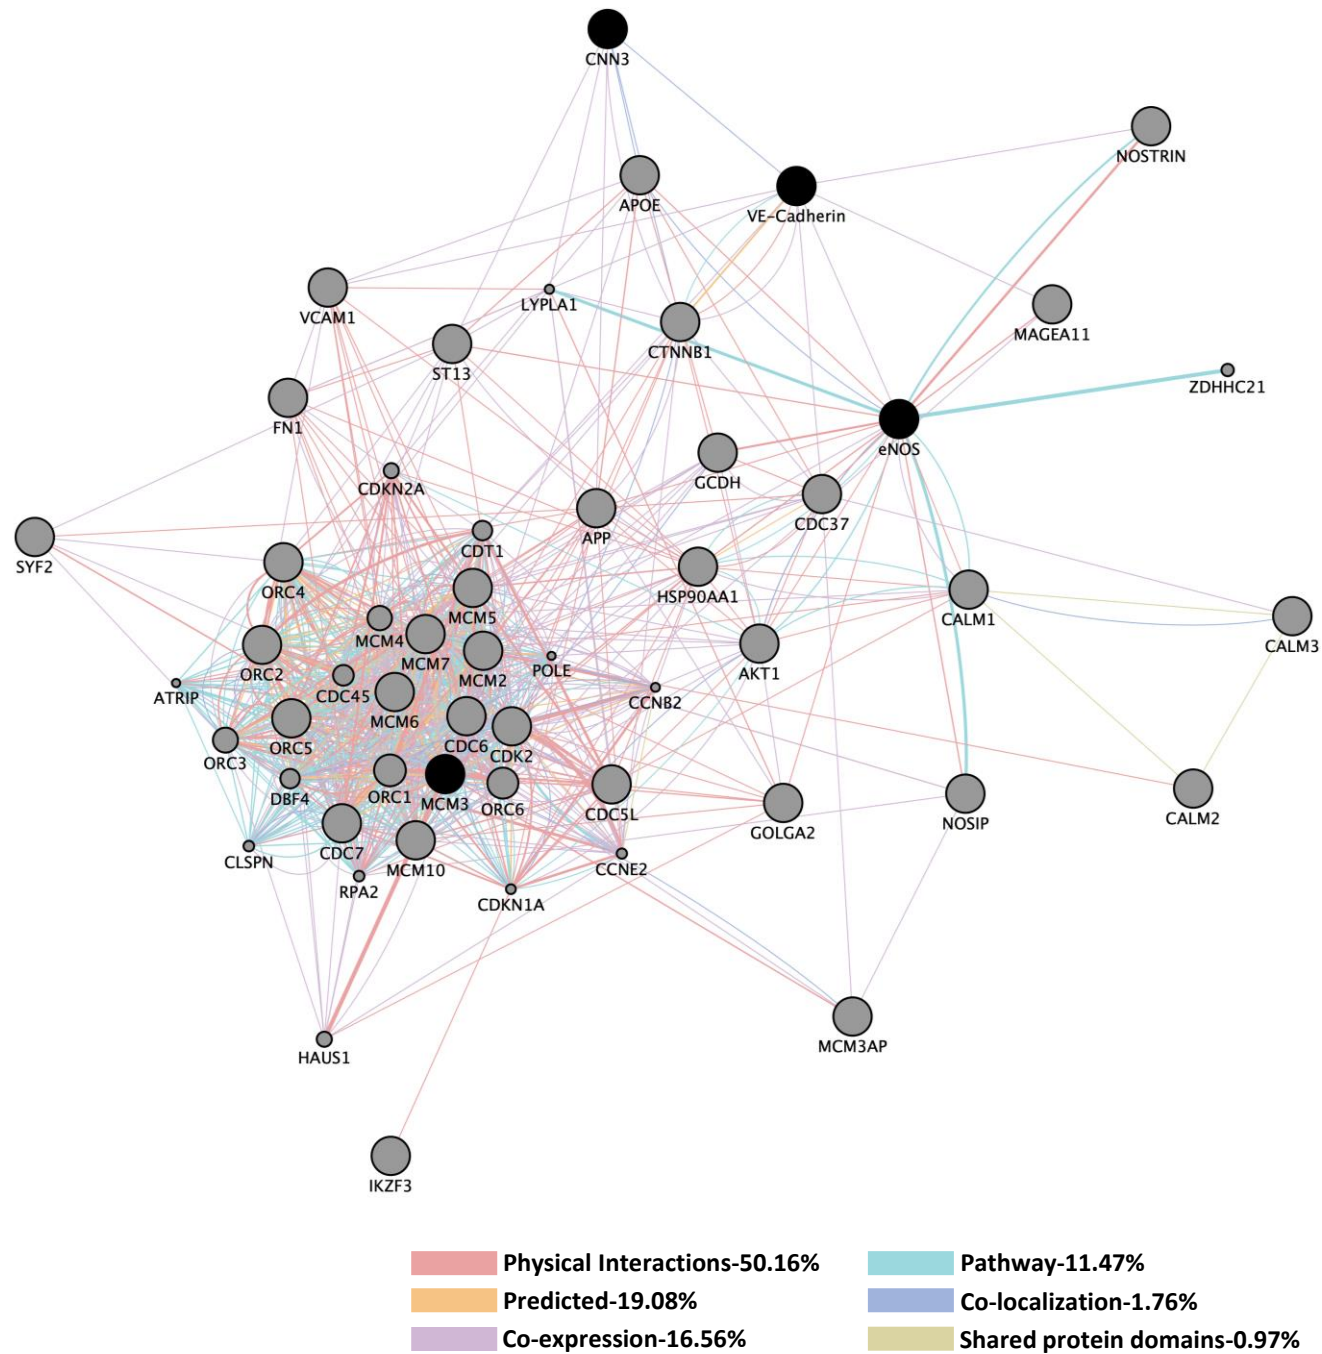 CNN3
NOSTRIN
APOE
VE-Cadherin
LYPLA1
VCAM1
MAGEA11
CTNNB1
ST13
ZDHHC21
FN1
eNOS
GCDH
CDKN2A
CDC37
APP
SYF2
CDT1
ORC4
HSP90AA1
MCM5
CALM1
MCM4
CALM3
MCM7
ORC2
MCM2
POLE
AKT1
ATRIP
CDC45
CCNB2
MCM6
ORC5
CDC6
CDK2
ORC3
DBF4
ORC1
MCM3
ORC6
CDC5L
GOLGA2
NOSIP
CALM2
CLSPN
CDC7
MCM10
CCNE2
RPA2
CDKN1A
HAUS1
MCM3AP
IKZF3
Physical Interactions-50.16%
Pathway-11.47%
Predicted-19.08%
Co-localization-1.76%
Co-expression-16.56%
Shared protein domains-0.97%